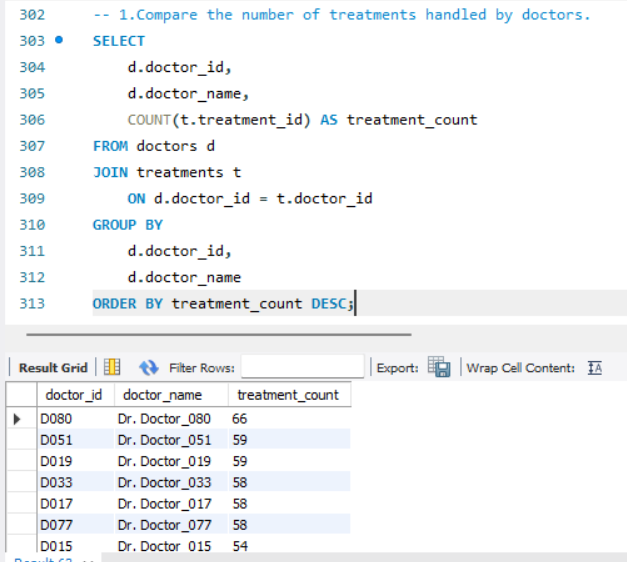 302 -- 1.Compare the number of treatments handled by doctors.
303 SELECT
304 d.doctor_id,
305 d.doctor_name,
306 COUNT(t.treatment_id) AS treatment_count
307 FROM doctors d
308 JOIN treatments t
309 ON d.doctor_id = t.doctor_id
310 GROUP BY
311 d.doctor_id,
312 d.doctor_name
313 ORDER BY treatment_count DESC;
Result Grid Filter Rows: Export: Wrap Cell Content:
doctor_id doctor_name treatment_count
D080 Dr. Doctor_080 66
D051 Dr. Doctor_051 59
D019 Dr. Doctor_019 59
D033 Dr. Doctor_033 58
D017 Dr. Doctor_017 58
D077 Dr. Doctor_077 58
D015 Dr. Doctor_015 54